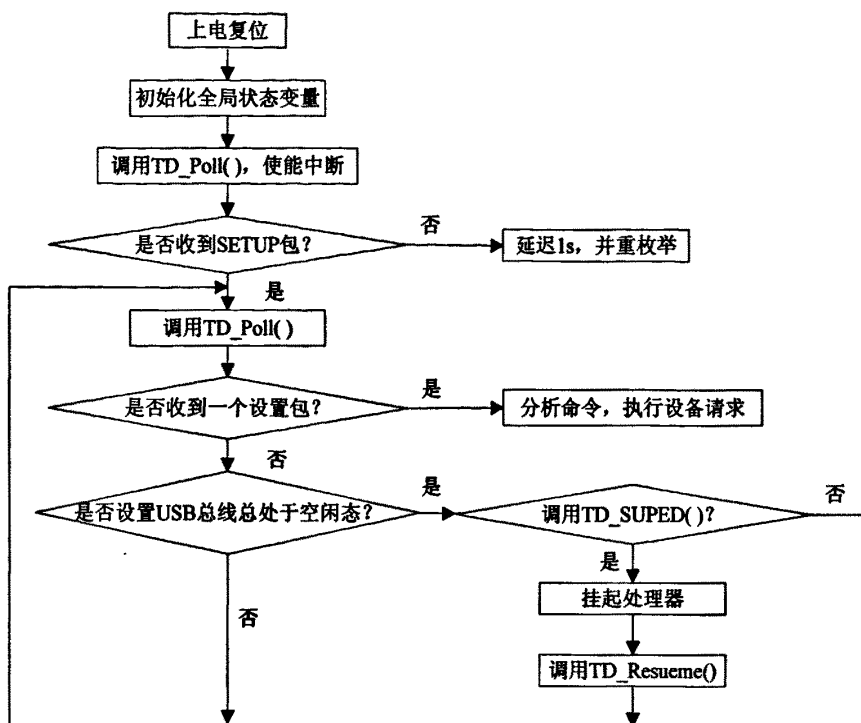 上电复位
初始化全局状态变量
调用TD_Poll( )，使能中断
是否收到SETUP包？
否
延迟1s，并重枚举
是
调用TD_Poll( )
是否收到一个设置包？
是
分析命令，执行设备请求
否
是否设置USB总线总处于空闲态？
是
调用TD_SUPED( )？
否
是
挂起处理器
否
调用TD_Resueme()